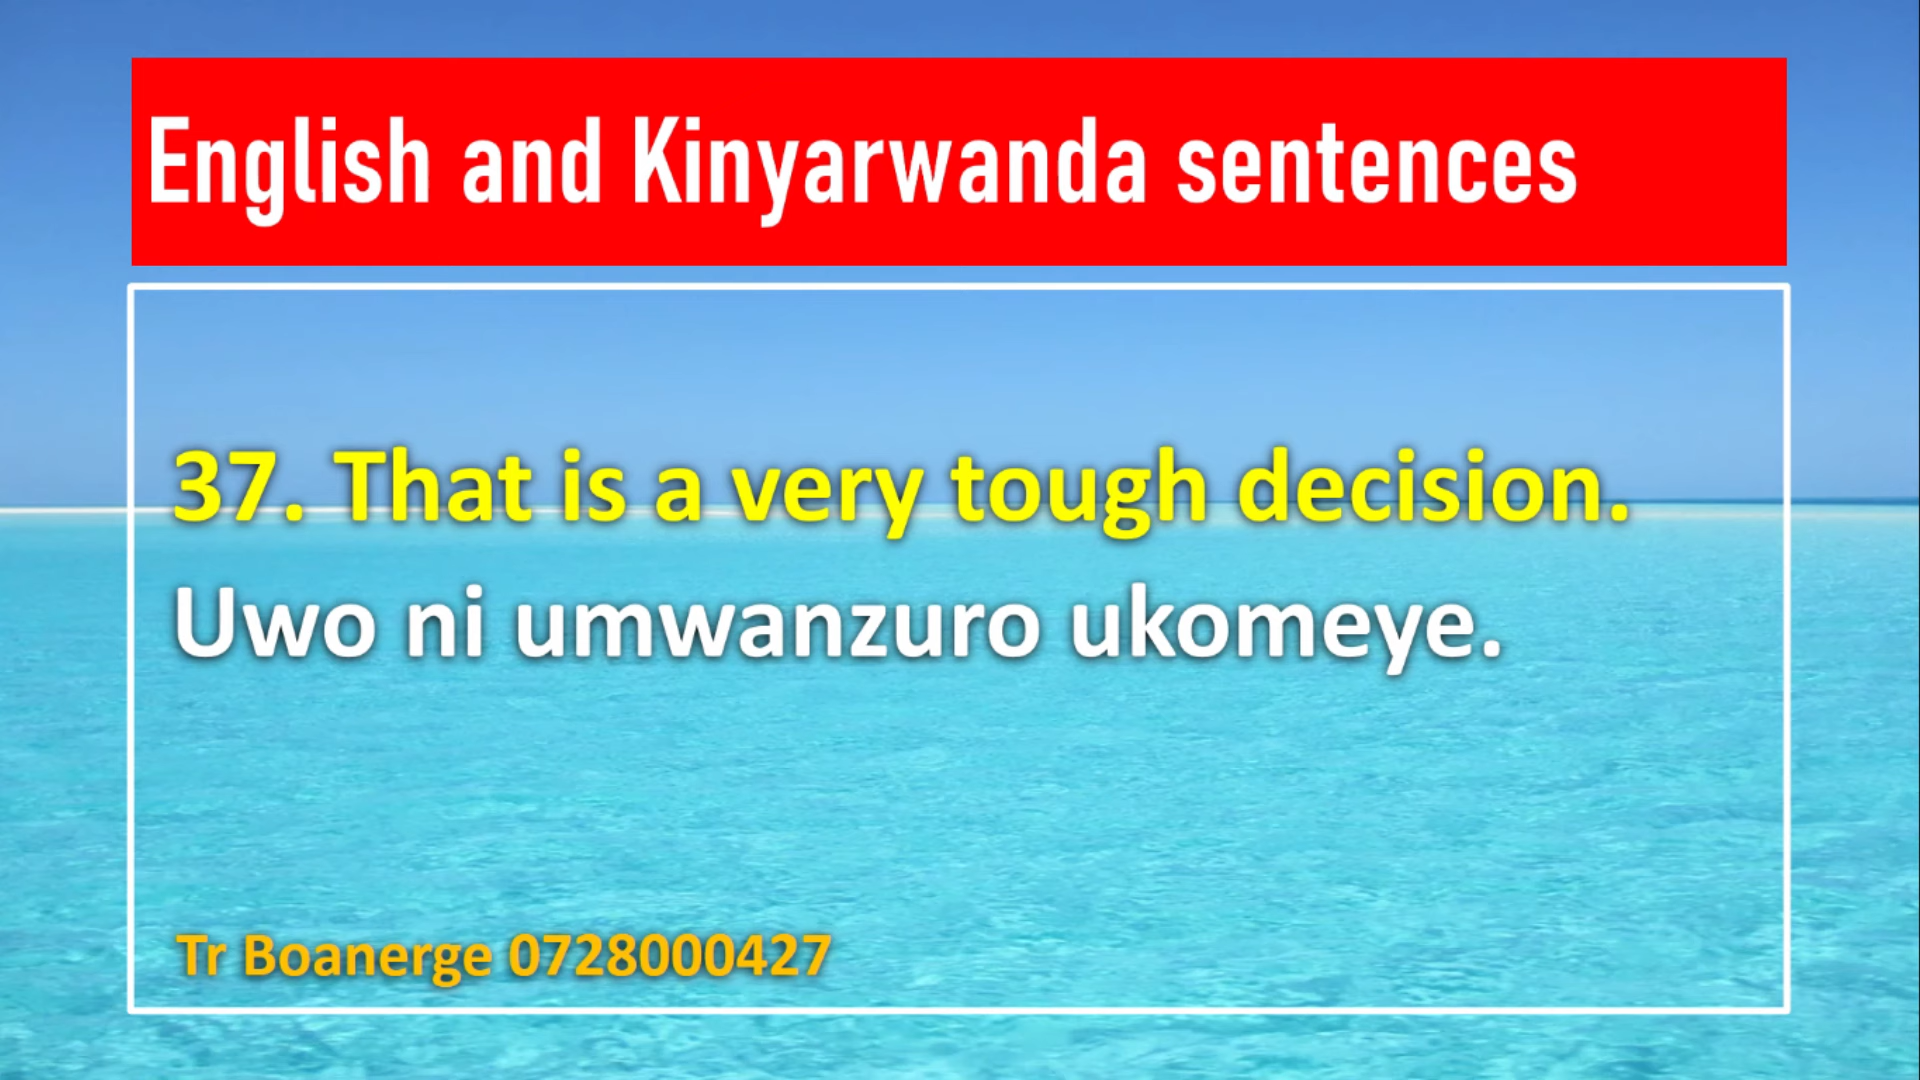 English and Kinyarwanda sentences
37. That is a very tough decision.
Uwo ni umwanzuro ukomeye.
Tr Boanerge 0728000427